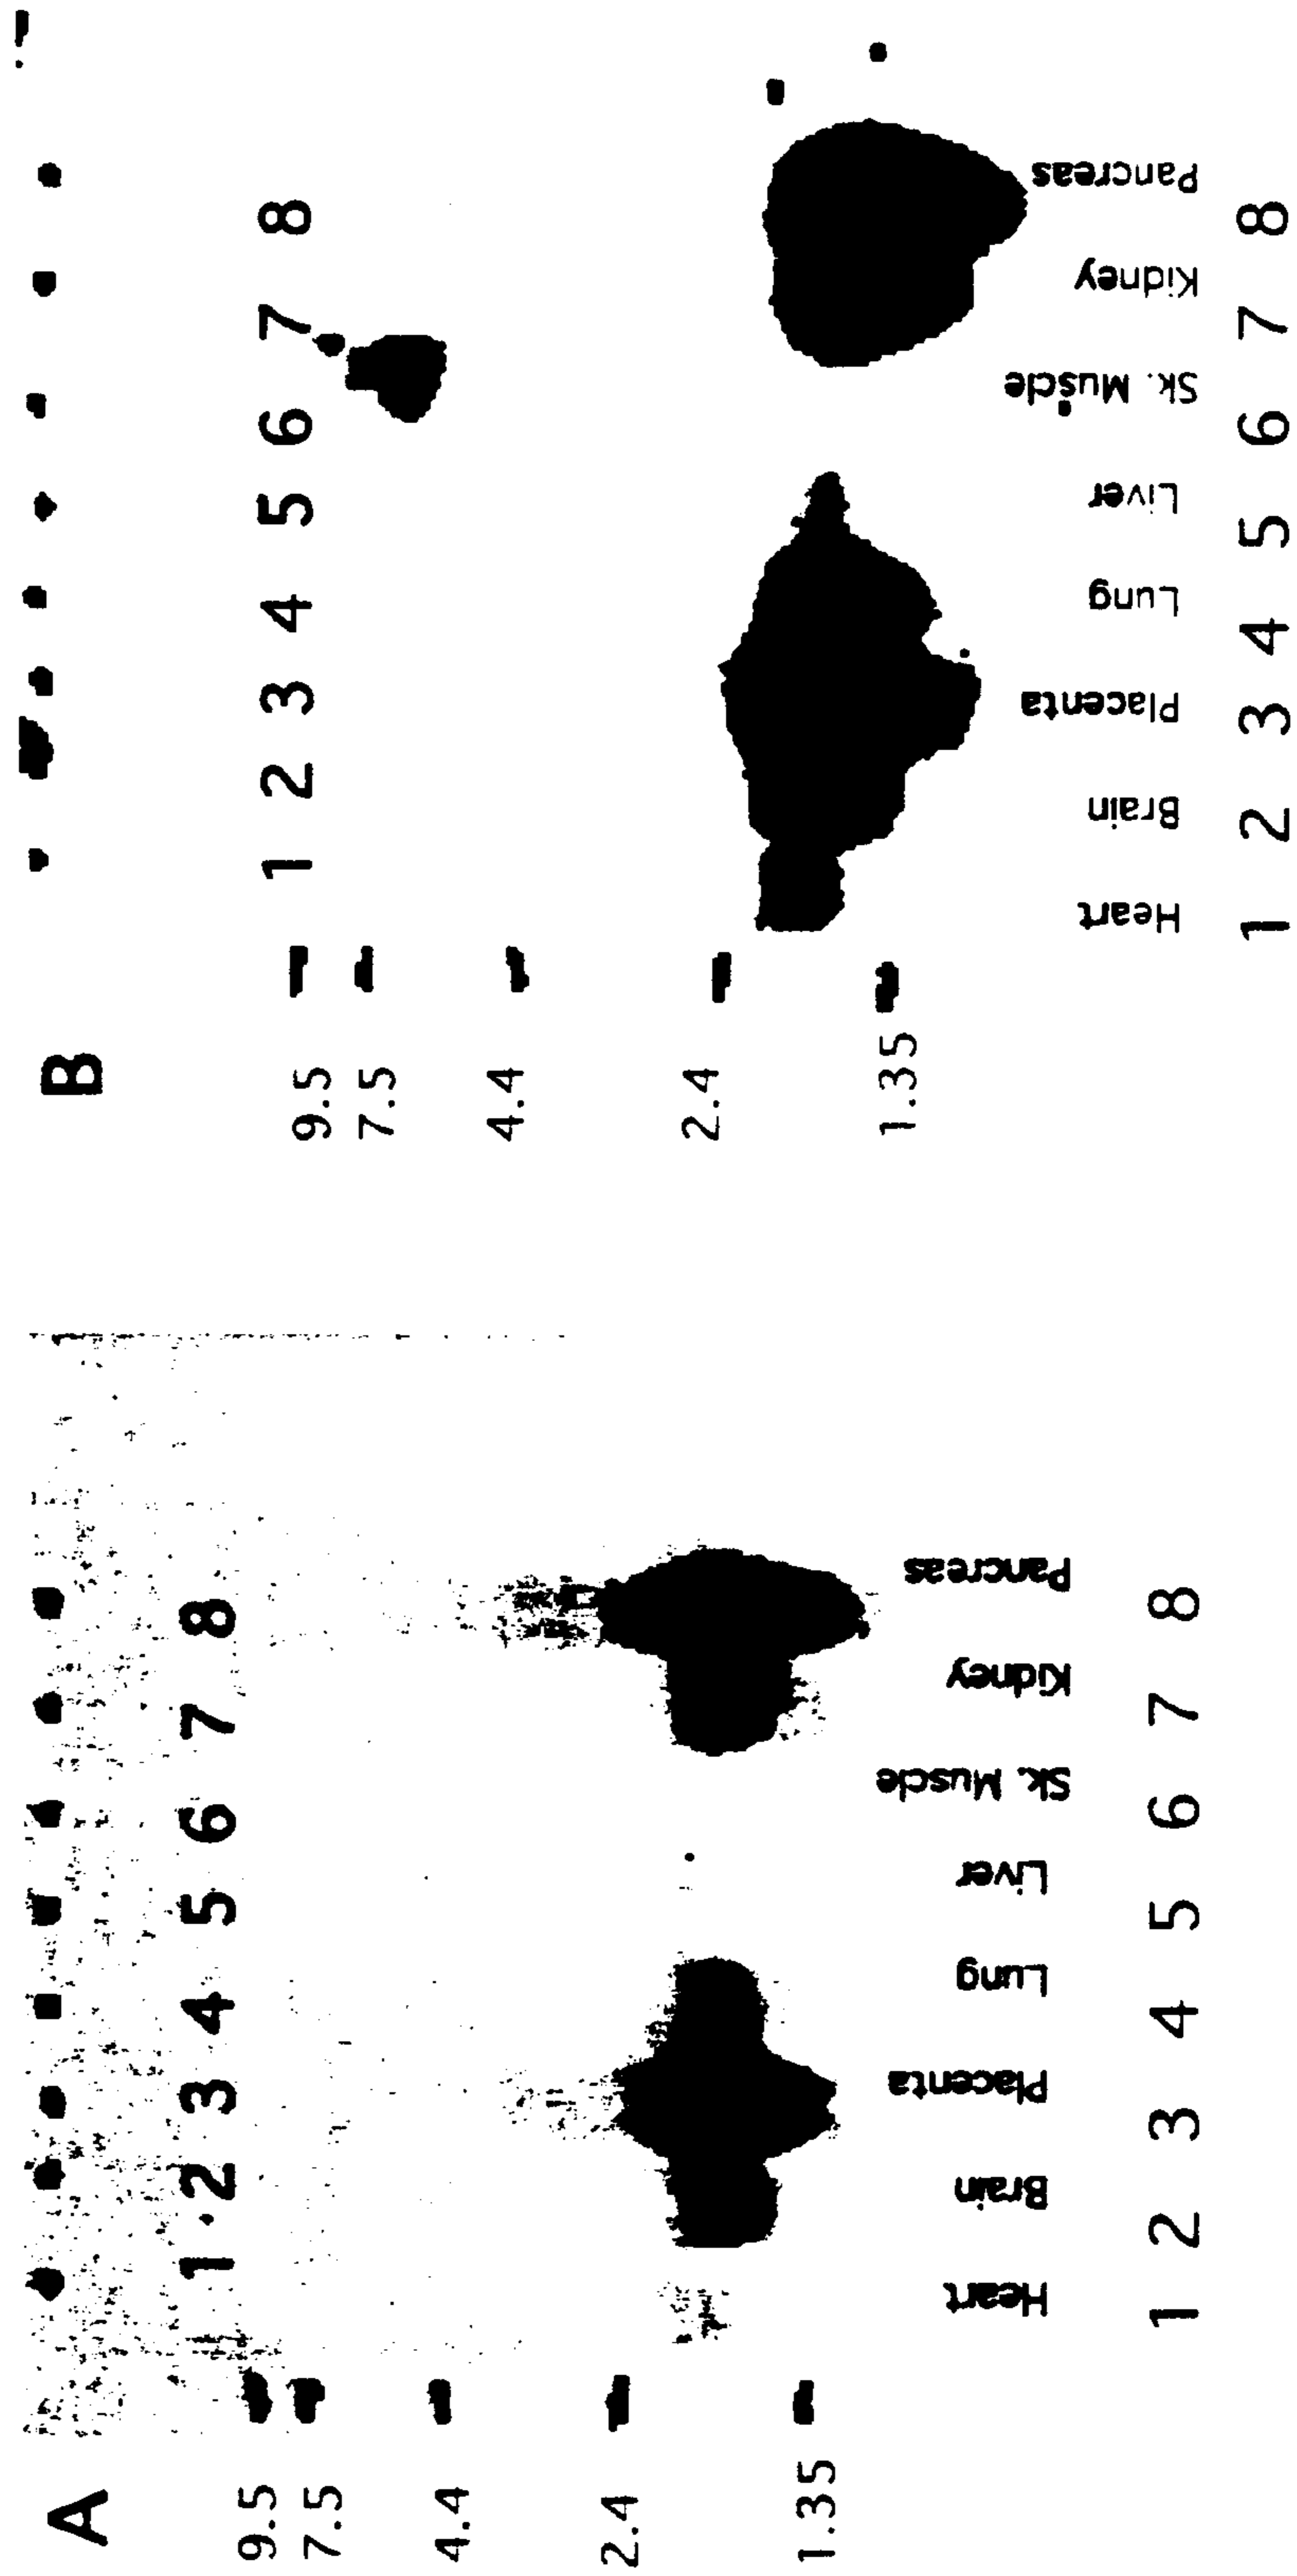 A
1 2 3 4 5 6 7 8
9.5
7.5
4.4
2.4
1.35
Heart Brain Placenta Lung Liver Sk. Muscle Kidney Pancreas
1 2 3 4 5 6 7 8
B
1 2 3 4 5 6 7 8
9.5
7.5
4.4
2.4
1.35
Heart Brain Placenta Lung Liver Sk. Muscle Kidney Pancreas
1 2 3 4 5 6 7 8